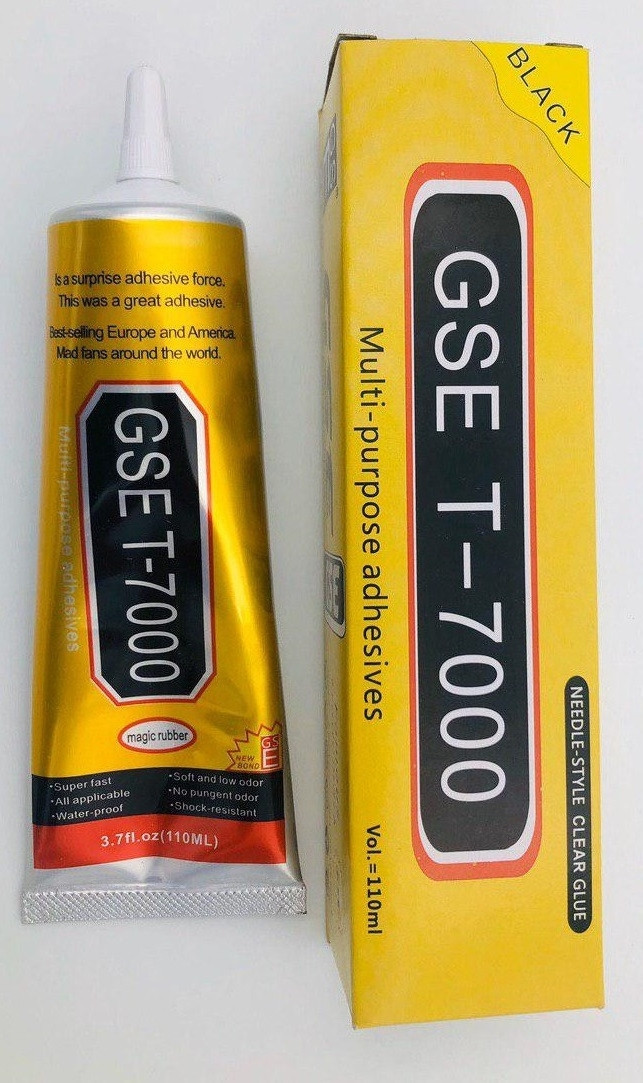 Is a surprise adhesive force.
This was a great adhesive.
Best-selling Europe and America.
Mad fans around the world.
GSE T-7000
Multi-purpose adhesives
magic rubber
NEW
BOND
GS
E
·Super fast
·All applicable
·Water-proof
·Soft and low odor
·No pungent odor
·Shock-resistant
3.7fl.oz(110ML)
BLACK
GSE T-7000
Multi-purpose adhesives
Vol.=110ml
NEEDLE-STYLE CLEAR GLUE